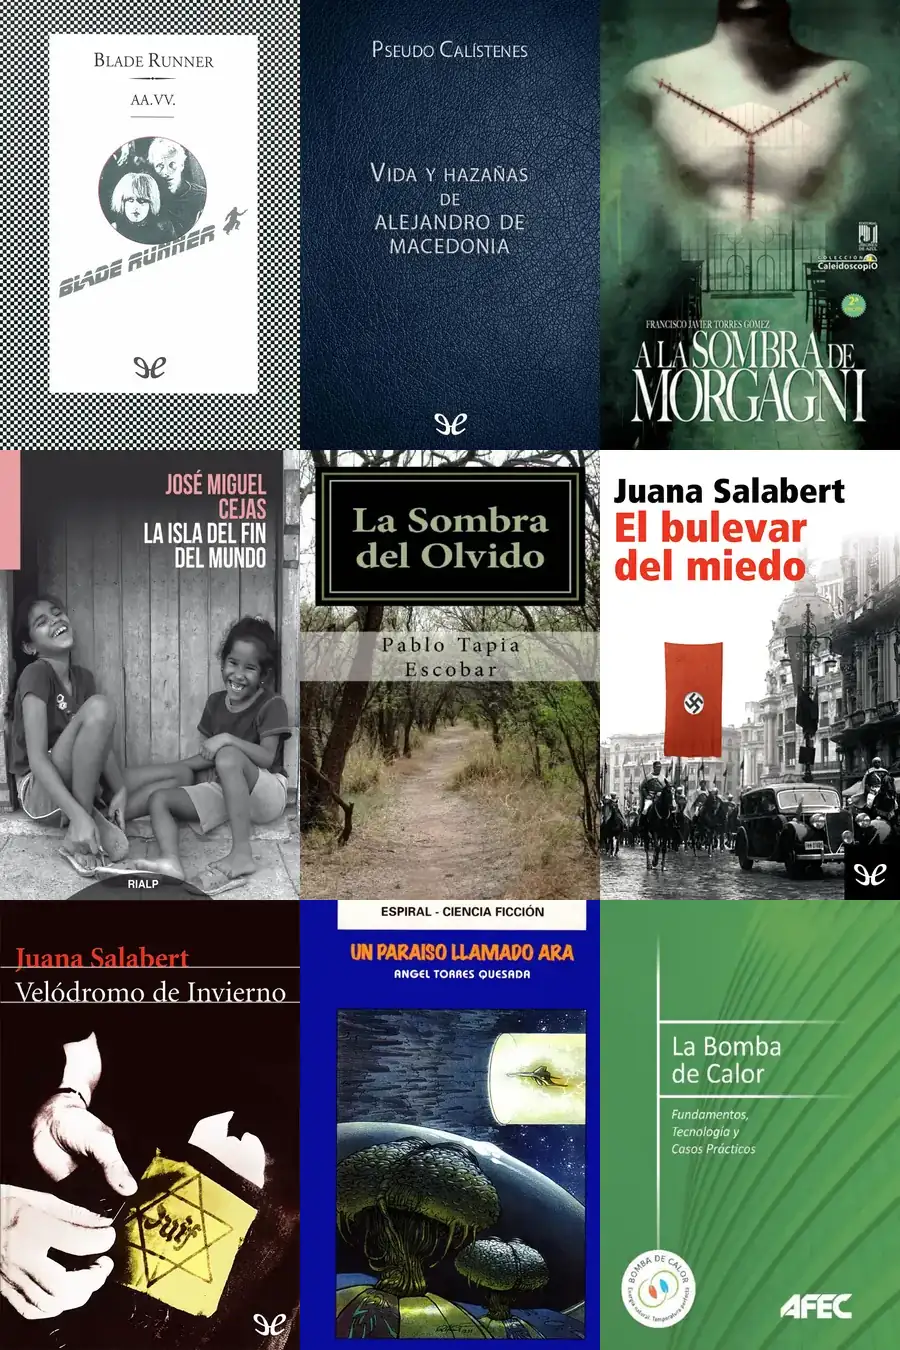 BLADE RUNNER
AA.VV.
BLADE RUNNER
PSEUDO CALÍSTENES
VIDA Y HAZAÑAS
DE
ALEJANDRO DE
MACEDONIA
COLECCIÓN
CaleidoscopiO
2ª
FRANCISCO JAVIER TORRES GÓMEZ
A LA SOMBRA DE
MORGAGNI
JOSÉ MIGUEL
CEJAS
LA ISLA DEL FIN
DEL MUNDO
RIALP
La Sombra
del Olvido
Pablo Tapia
Escobar
Juana Salabert
El bulevar
del miedo
Juana Salabert
Velódromo de Invierno
Juif
ESPIRAL - CIENCIA FICCIÓN
UN PARAISO LLAMADO ARA
ANGEL TORRES QUESADA
La Bomba
de Calor
Fundamentos,
Tecnología y
Casos Prácticos
BOMBA DE CALOR
AFEC